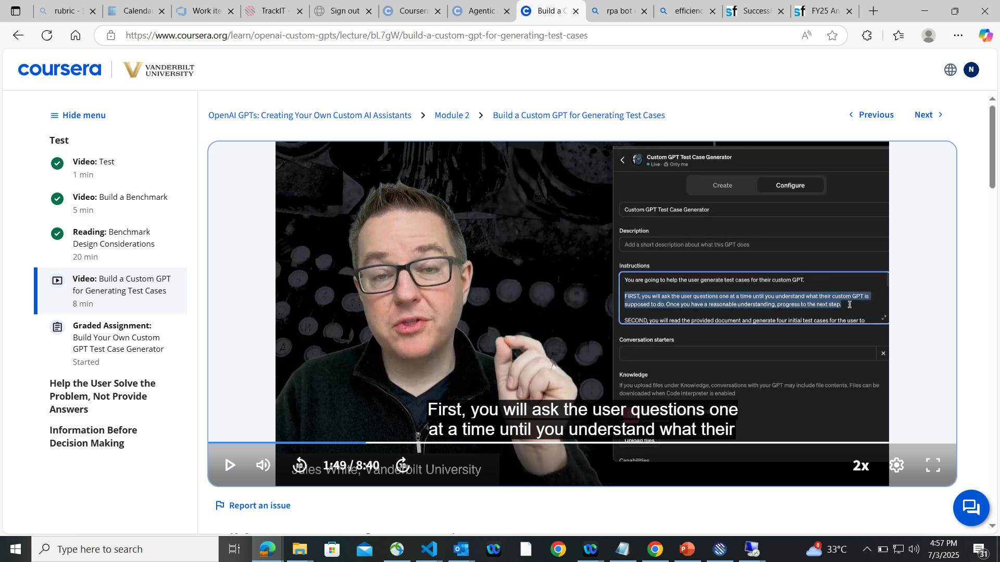 rubric - S
Calendar
Work ite
TrackIT -
Sign out
Coursera
Agentic A
Build a C
rpa bot e
efficienc
Successf
FY25 An
https://www.coursera.org/learn/openai-custom-gpts/lecture/bL7gW/build-a-custom-gpt-for-generating-test-cases
coursera
VANDERBILT
UNIVERSITY
N
Hide menu
Test
Video: Test
1 min
Video: Build a Benchmark
5 min
Reading: Benchmark
Design Considerations
20 min
Video: Build a Custom GPT
for Generating Test Cases
8 min
Graded Assignment:
Build Your Own Custom
GPT Test Case Generator
Started
Help the User Solve the
Problem, Not Provide
Answers
Information Before
Decision Making
OpenAI GPTs: Creating Your Own Custom AI Assistants
Module 2
Build a Custom GPT for Generating Test Cases
Previous
Next
Custom GPT Test Case Generator
Live · Only me
Create
Configure
Custom GPT Test Case Generator
Description
Add a short description about what this GPT does
Instructions
You are going to help the user generate test cases for their custom GPT.
FIRST, you will ask the user questions one at a time until you understand what their custom GPT is
supposed to do. Once you have a reasonable understanding, progress to the next step.
SECOND, you will read the provided document and generate four initial test cases for the user to
Conversation starters
Knowledge
If you upload files under Knowledge, conversations with your GPT may include file contents. Files can be
downloaded when Code Interpreter is enabled
First, you will ask the user questions one
at a time until you understand what their
Upload files
Capabilities
1:49 / 8:40
Jules White, Vanderbilt University
10
10
2x
Report an issue
Type here to search
8
33°C
4:57 PM
7/3/2025
31